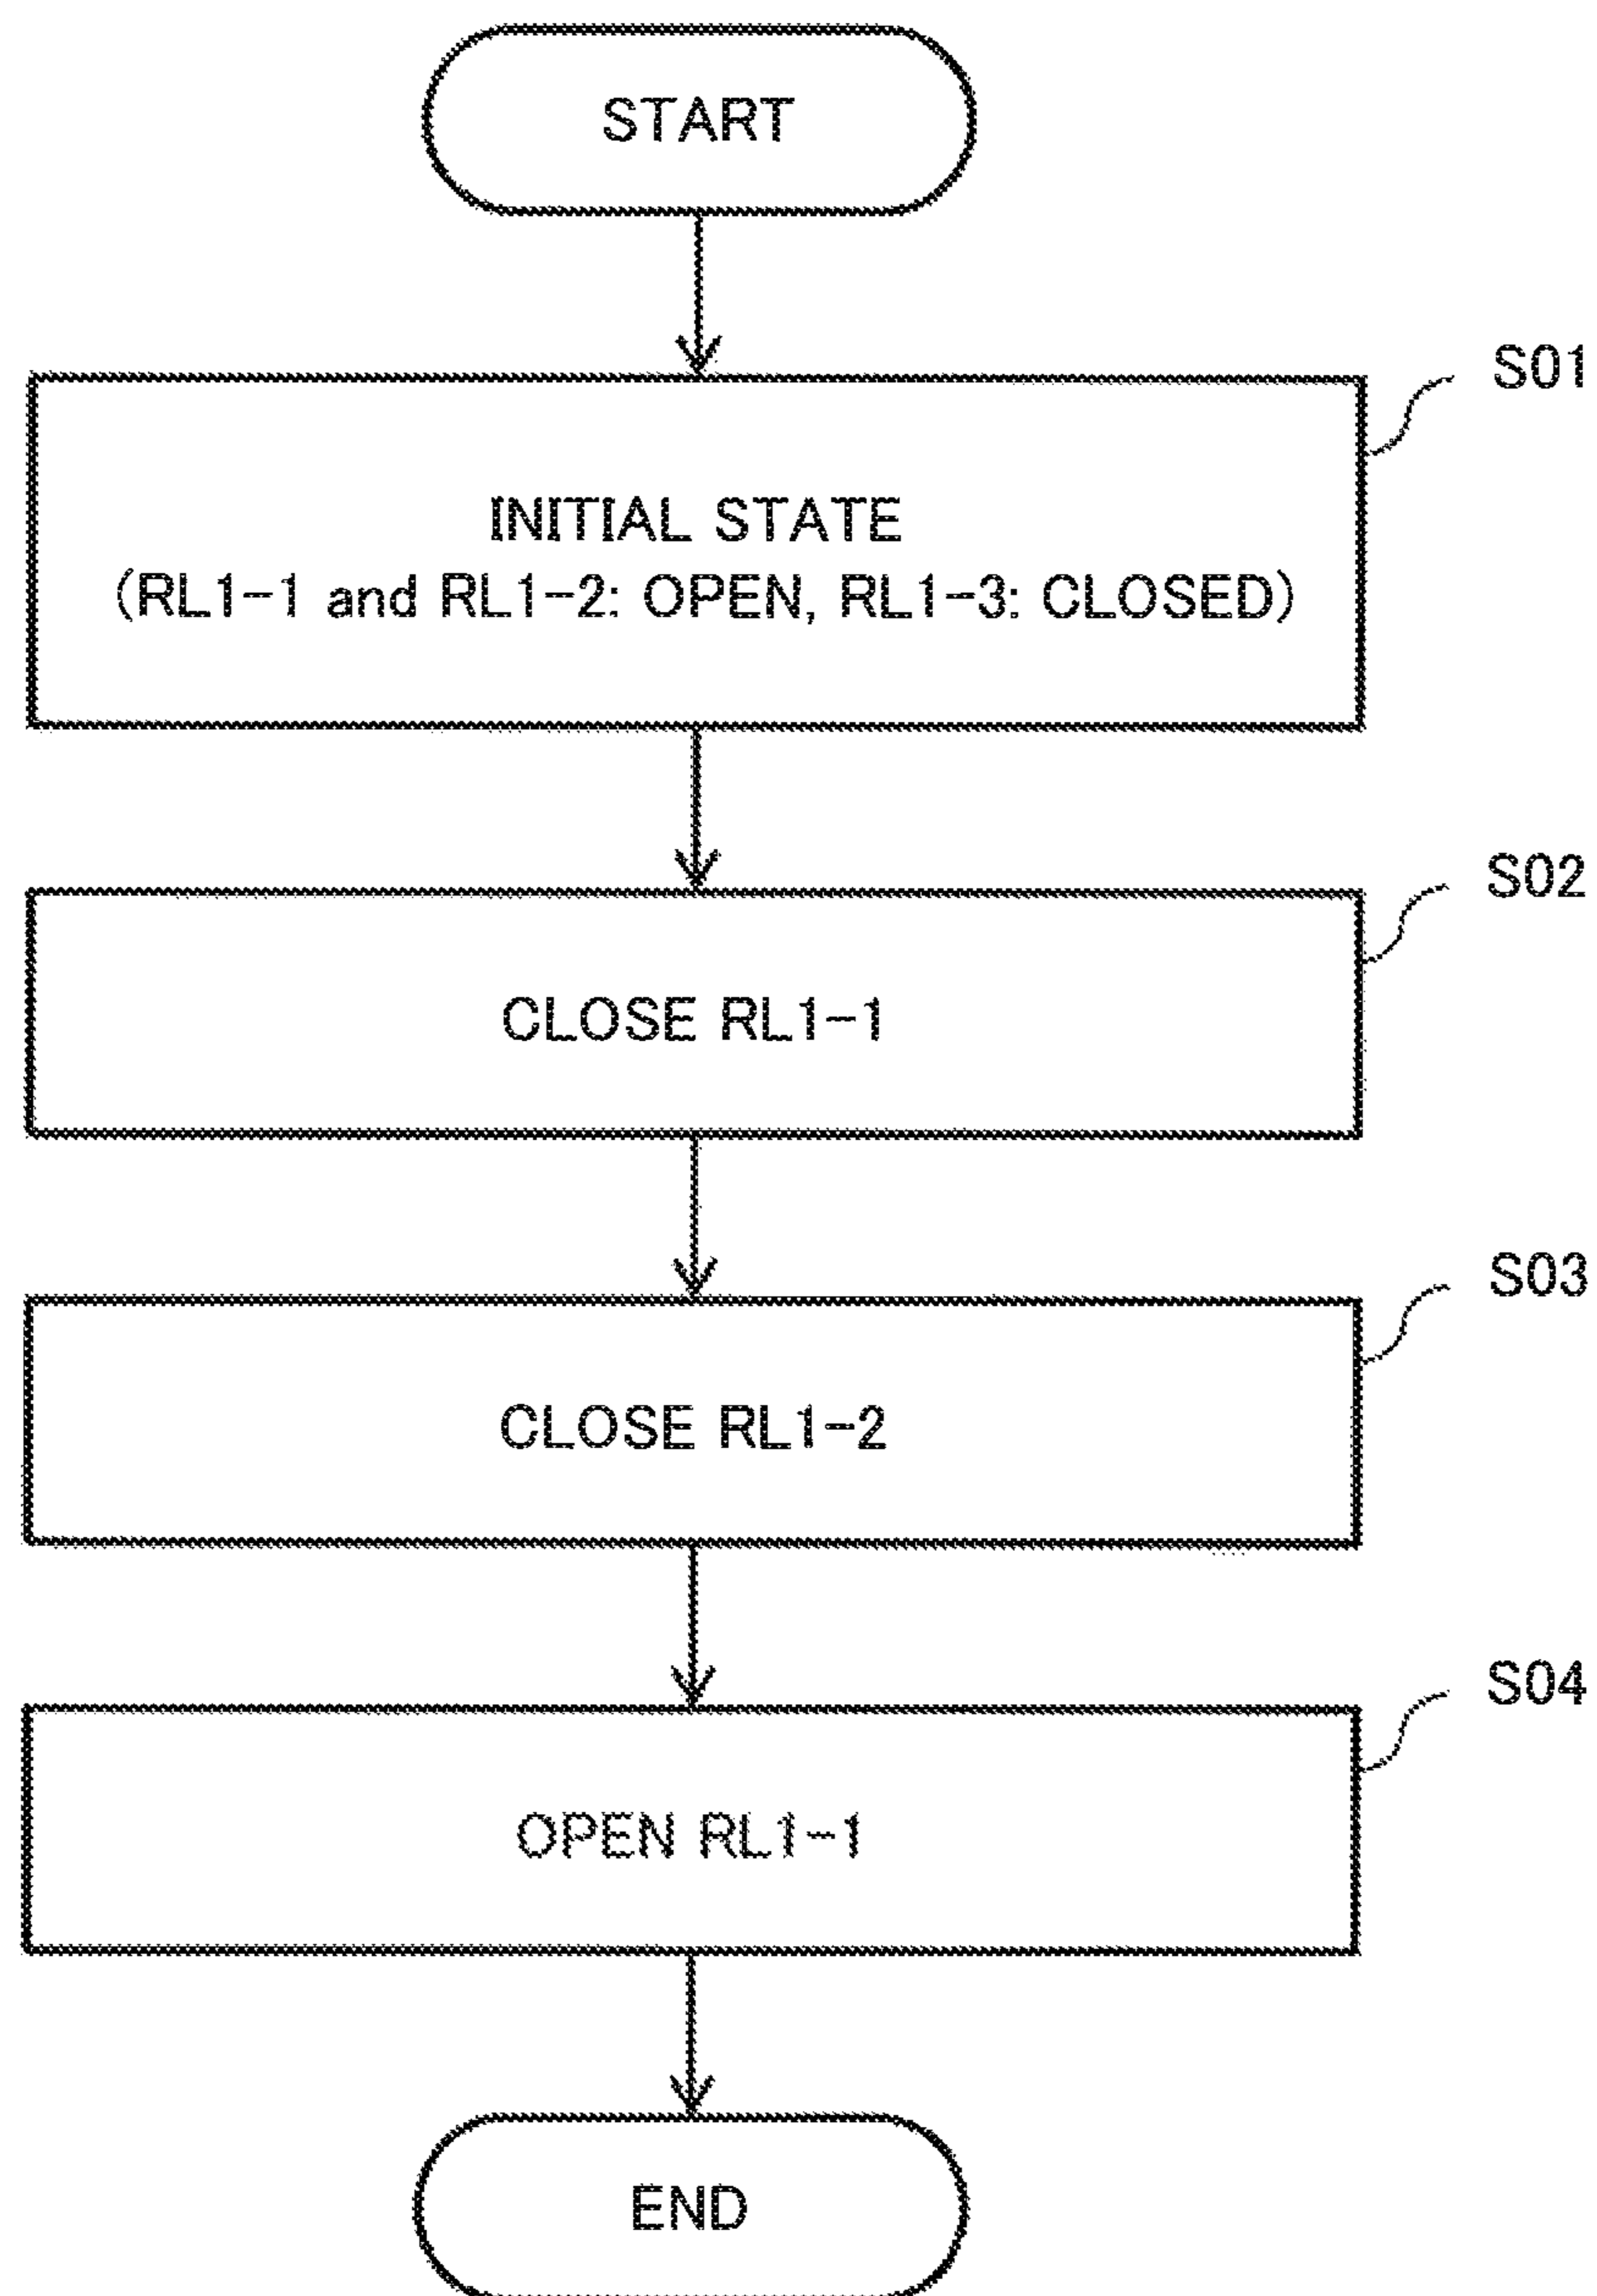 START
S01
INITIAL STATE
(RL1-1 and RL1-2: OPEN, RL1-3: CLOSED)
S02
CLOSE RL1-1
S03
CLOSE RL1-2
S04
OPEN RL1-1
END